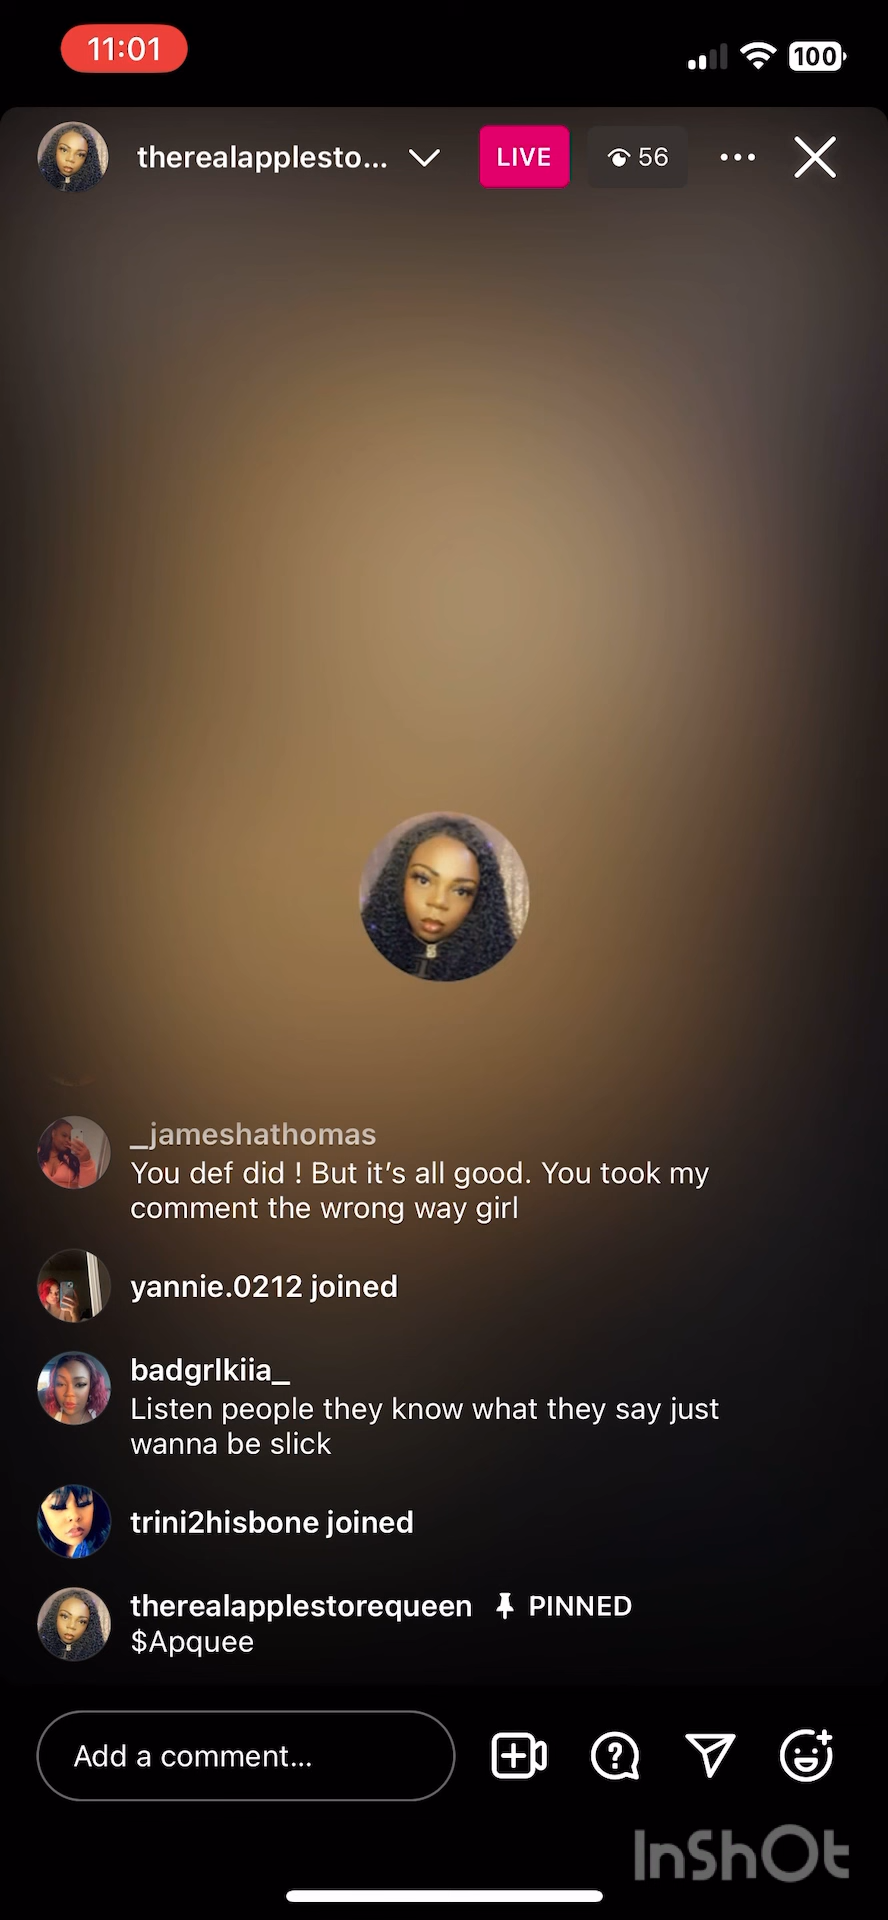 11:01
100
therealapplesto...
LIVE
56
_jameshathomas
You def did ! But it’s all good. You took my
comment the wrong way girl
yannie.0212 joined
badgrlkiia_
Listen people they know what they say just
wanna be slick
trini2hisbone joined
therealapplestorequeen PINNED
$Apquee
Add a comment...
InShOt